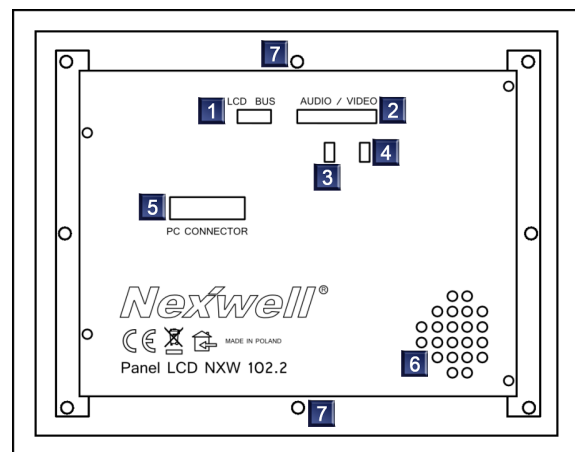 7
1 LCD BUS AUDIO / VIDEO 2
3 4
5
PC CONNECTOR
Nexwell®
CE MADE IN POLAND
Panel LCD NXW 102.2
6
7